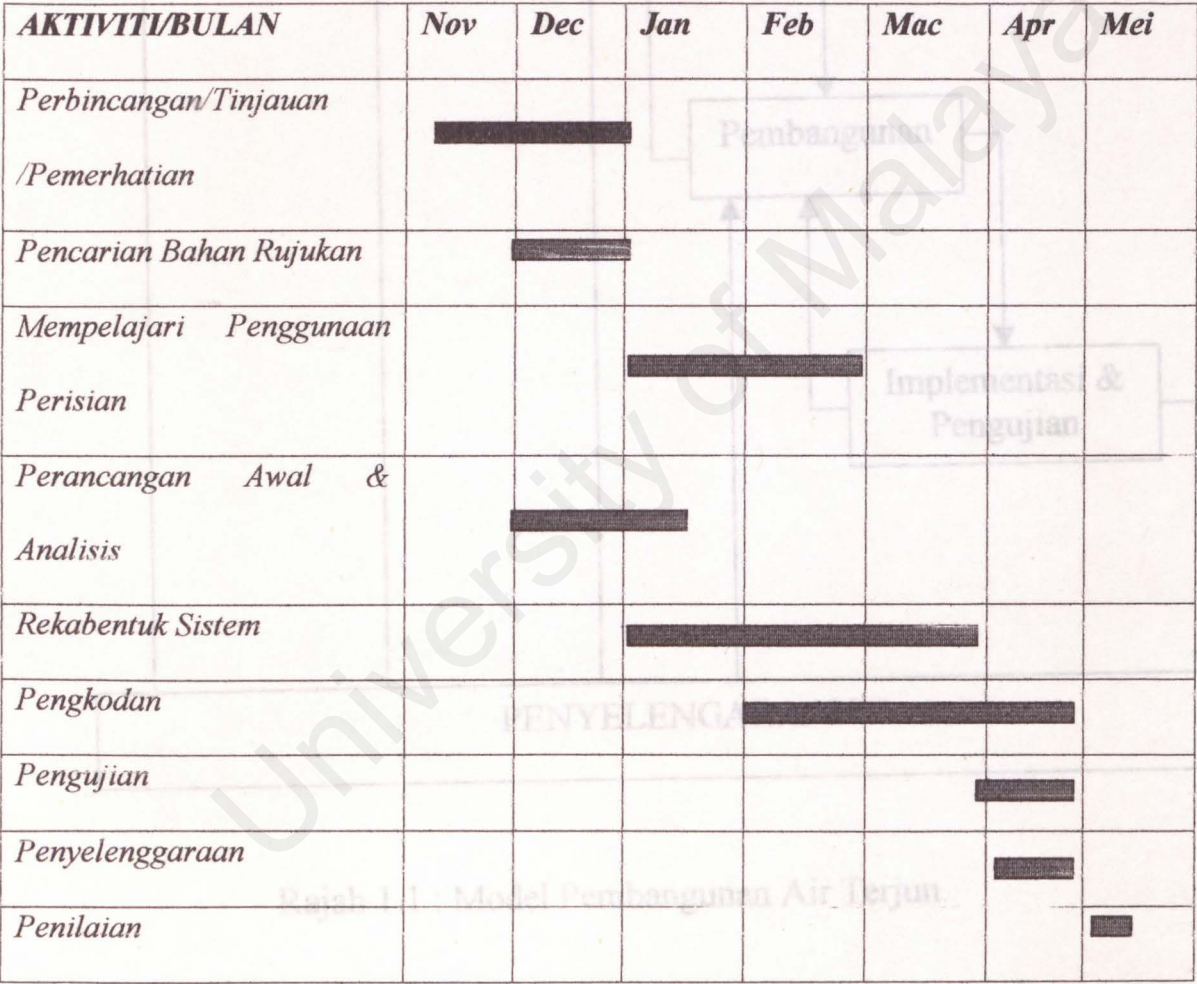 AKTIVITI/BULAN Nov Dec Jan Feb Mac Apr Mei
Perbincangan/Tinjauan
/Pemerhatian
Pencarian Bahan Rujukan
Mempelajari Penggunaan
Perisian
Perancangan Awal &
Analisis
Rekabentuk Sistem
Pengkodan
Pengujian
Penyelenggaraan
Penilaian
Pembangunan
Implementasi &
Pengujian
PENYELENGGA
Rajah 1.1 : Model Pembangunan Air Terjun
University of Malaya